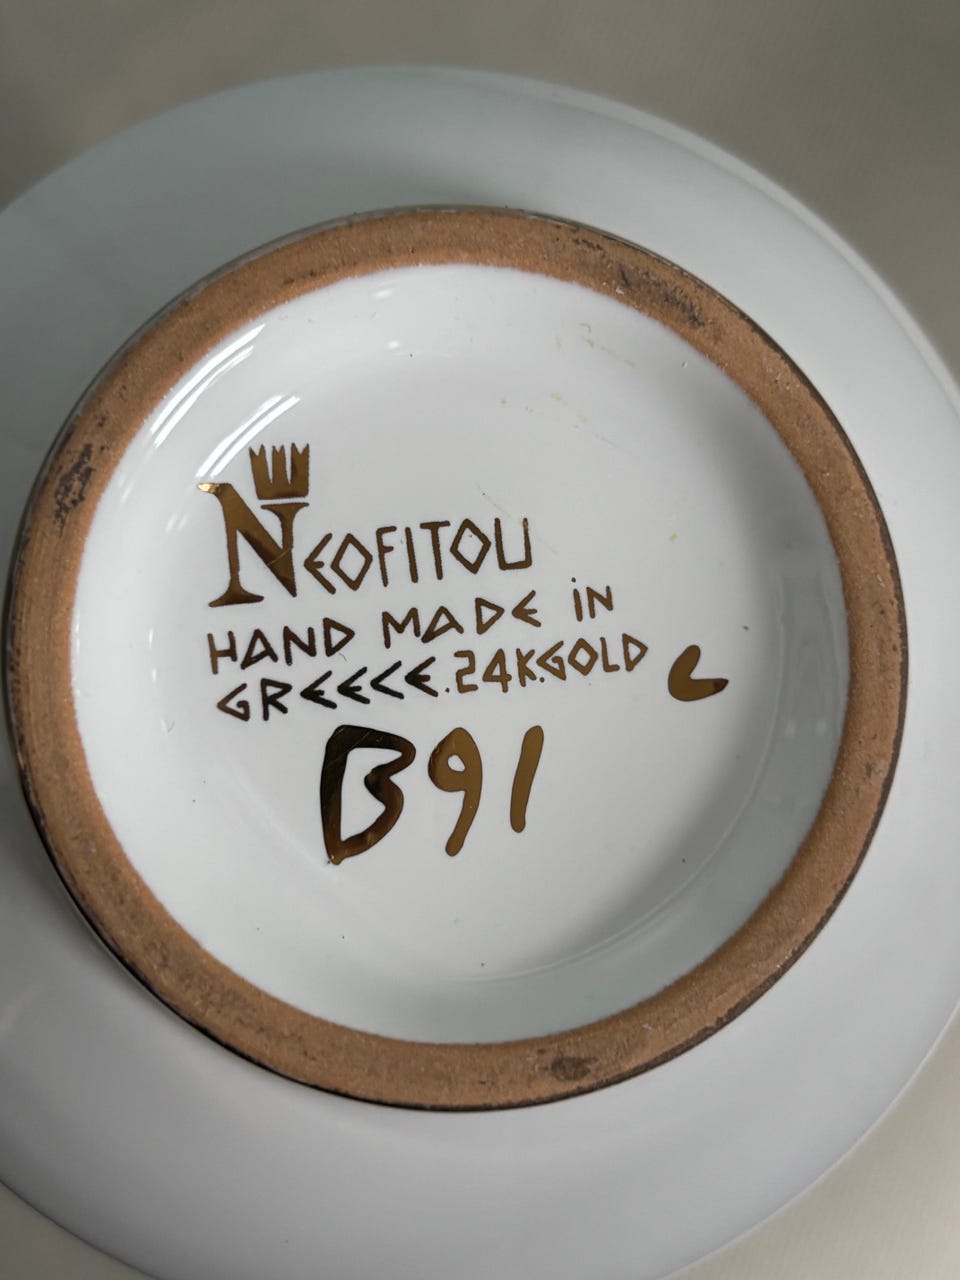 NEOFITOU
HAND MADE iN
GREECE.24K.GOLD
B91